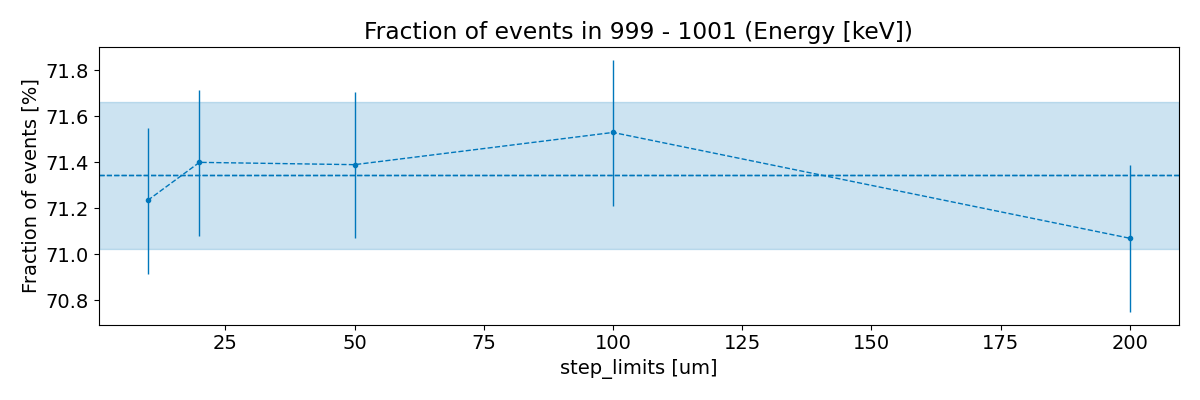 Fraction of events in 999 - 1001 (Energy [keV])
Fraction of events [%]
71.8
71.6
71.4
71.2
71.0
70.8
25 50 75 100 125 150 175 200
step_limits [um]